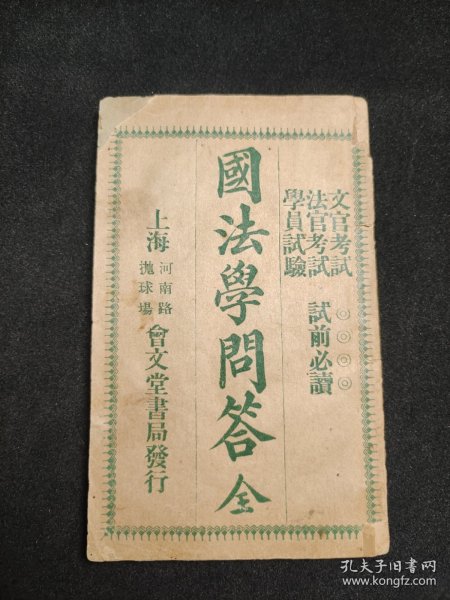 文官考試
法官考試
學員試驗
試前必讀
◎◎◎◎
國法學問答 全
上海
河南路
拋球場
會文堂書局發行
孔夫子旧书网
www.kongfz.com